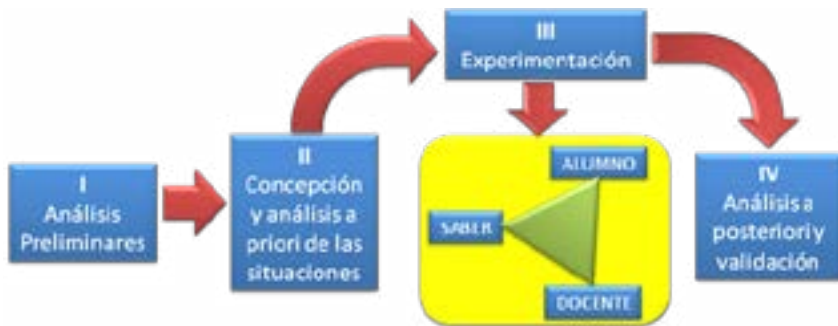 I
Análisis
Preliminares
II
Concepción
y análisis a
priori de las
situaciones
III
Experimentación
ALUMNO
SABER
DOCENTE
IV
Análisis a
posteriori y
validación